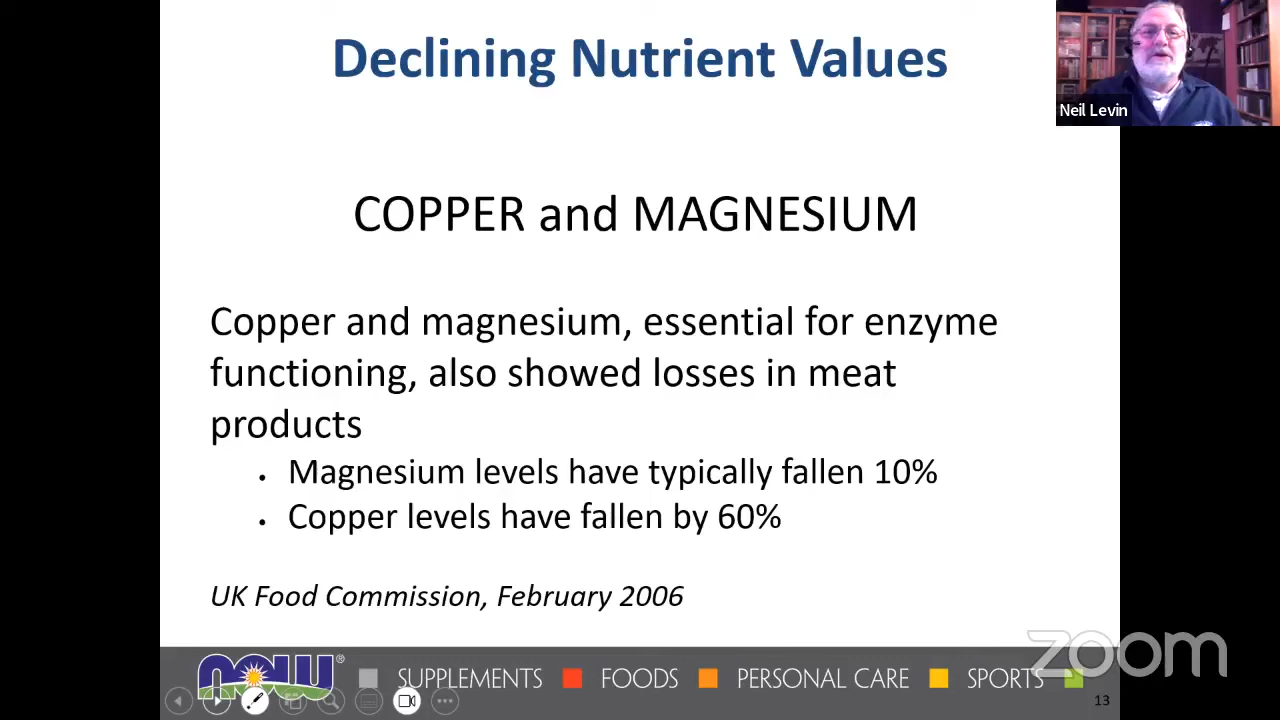 Declining Nutrient Values
Neil Levin
COPPER and MAGNESIUM
Copper and magnesium, essential for enzyme
functioning, also showed losses in meat
products
• Magnesium levels have typically fallen 10%
• Copper levels have fallen by 60%
UK Food Commission, February 2006
zoom
NOW® SUPPLEMENTS FOODS PERSONAL CARE SPORTS
13